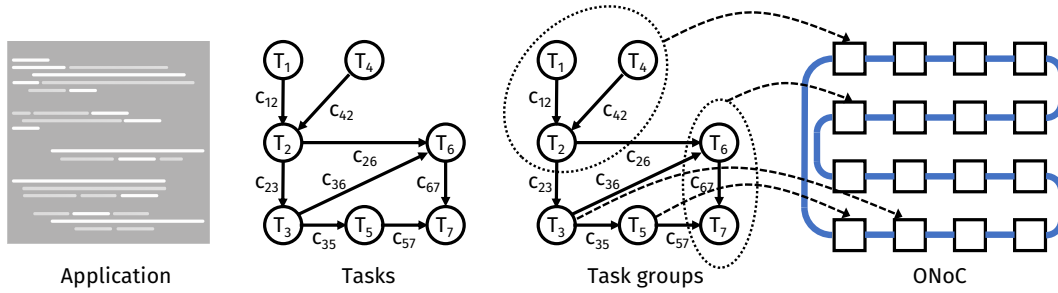 T1 T4 T1 T4
C12 C42 C12 C42
T2 T6 T2 T6
C26 C26
C23 C36 C67 C23 C36 C67
T3 T5 T7 T3 T5 T7
C35 C57 C35 C57
Application Tasks Task groups ONoC